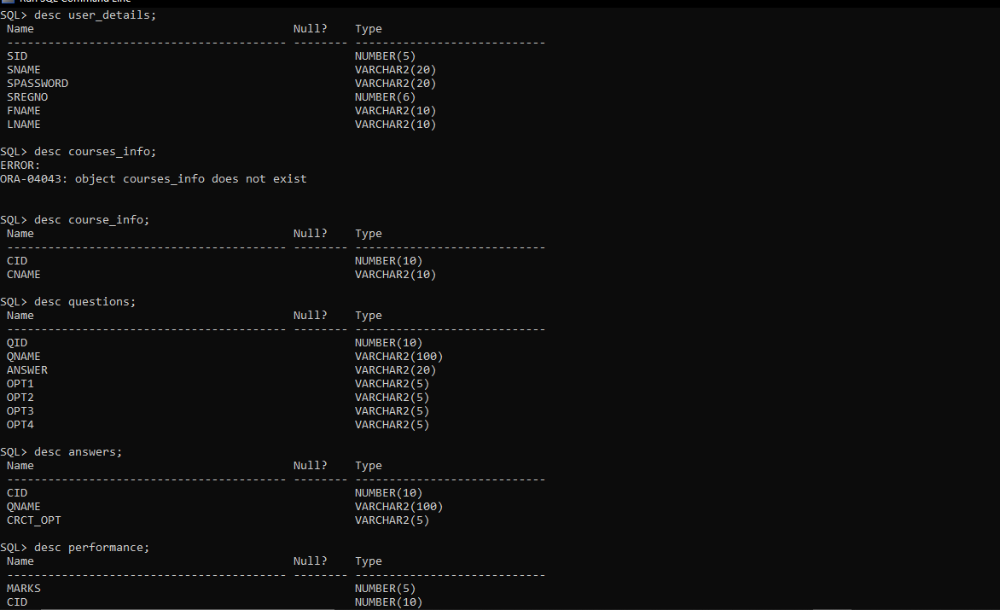 Run SQL Command Line
SQL> desc user_details;
Name Null? Type
----------------------------------------- -------- ----------------------------
SID NUMBER(5)
SNAME VARCHAR2(20)
SPASSWORD VARCHAR2(20)
SREGNO NUMBER(6)
FNAME VARCHAR2(10)
LNAME VARCHAR2(10)
SQL> desc courses_info;
ERROR:
ORA-04043: object courses_info does not exist
SQL> desc course_info;
Name Null? Type
----------------------------------------- -------- ----------------------------
CID NUMBER(10)
CNAME VARCHAR2(10)
SQL> desc questions;
Name Null? Type
----------------------------------------- -------- ----------------------------
QID NUMBER(10)
QNAME VARCHAR2(100)
ANSWER VARCHAR2(20)
OPT1 VARCHAR2(5)
OPT2 VARCHAR2(5)
OPT3 VARCHAR2(5)
OPT4 VARCHAR2(5)
SQL> desc answers;
Name Null? Type
----------------------------------------- -------- ----------------------------
CID NUMBER(10)
QNAME VARCHAR2(100)
CRCT_OPT VARCHAR2(5)
SQL> desc performance;
Name Null? Type
----------------------------------------- -------- ----------------------------
MARKS NUMBER(5)
CID NUMBER(10)